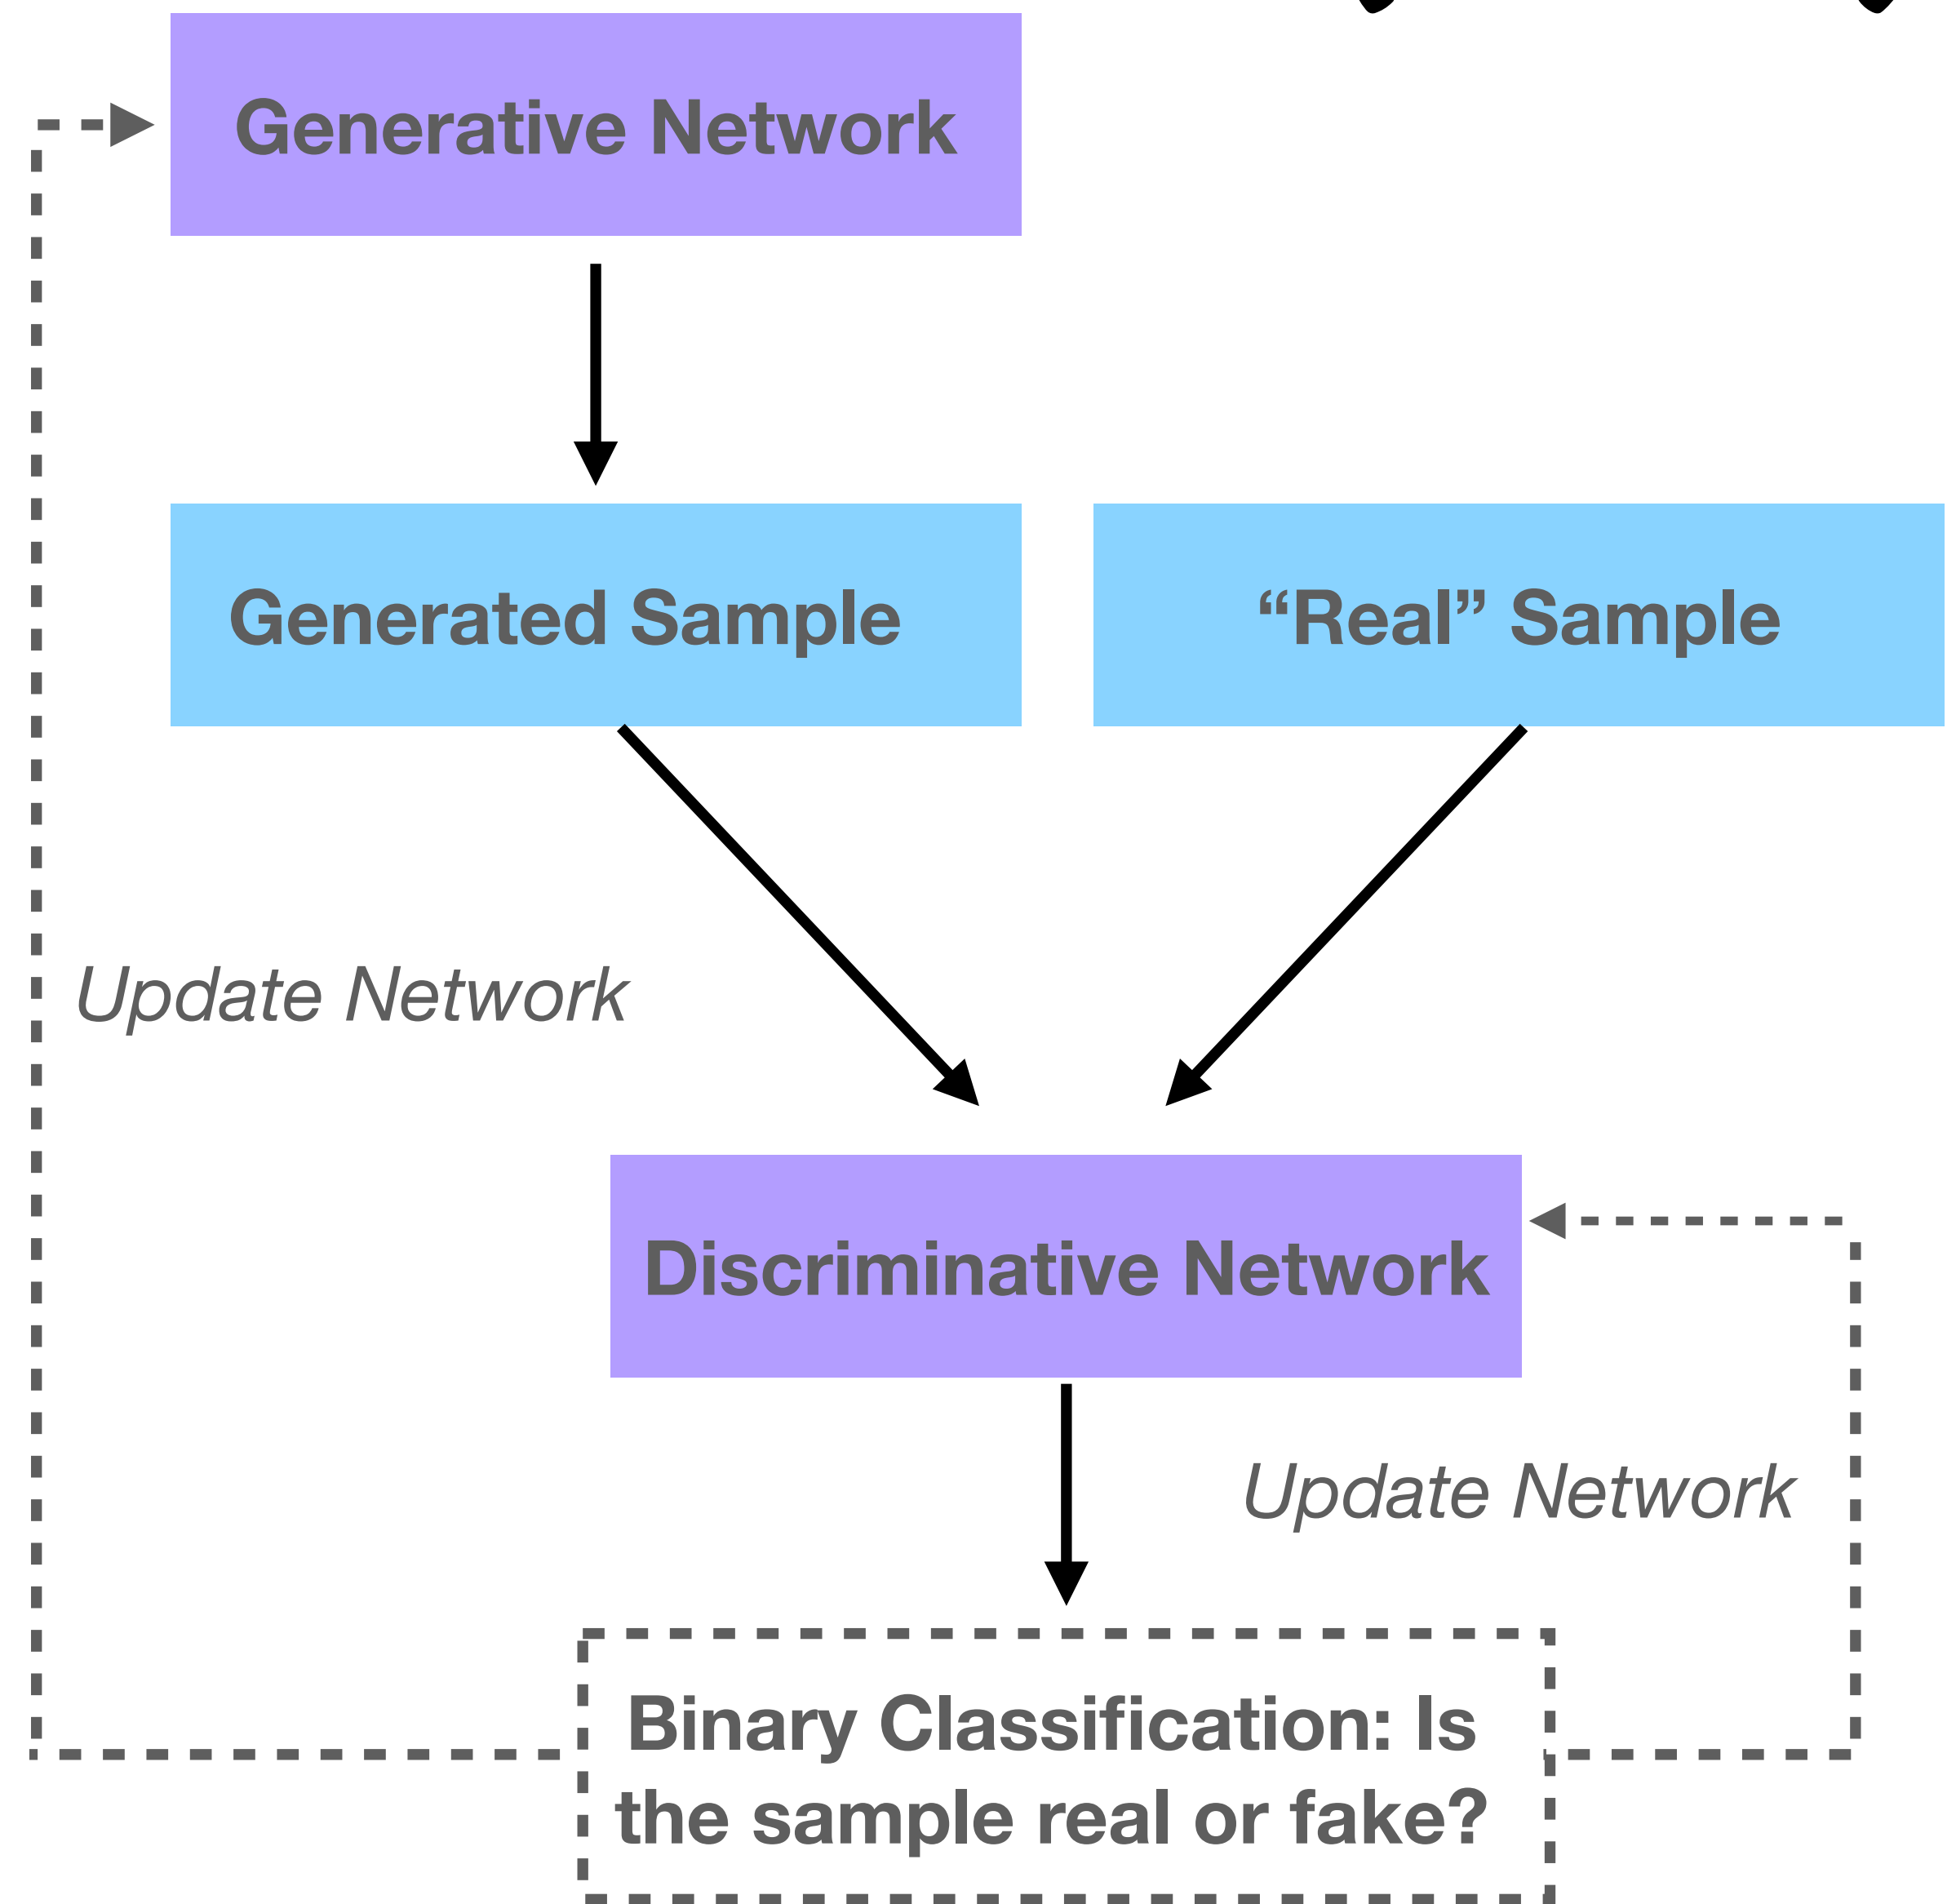 Generative Network
Generated Sample
“Real” Sample
Update Network
Discriminative Network
Update Network
Binary Classification: Is
the sample real or fake?